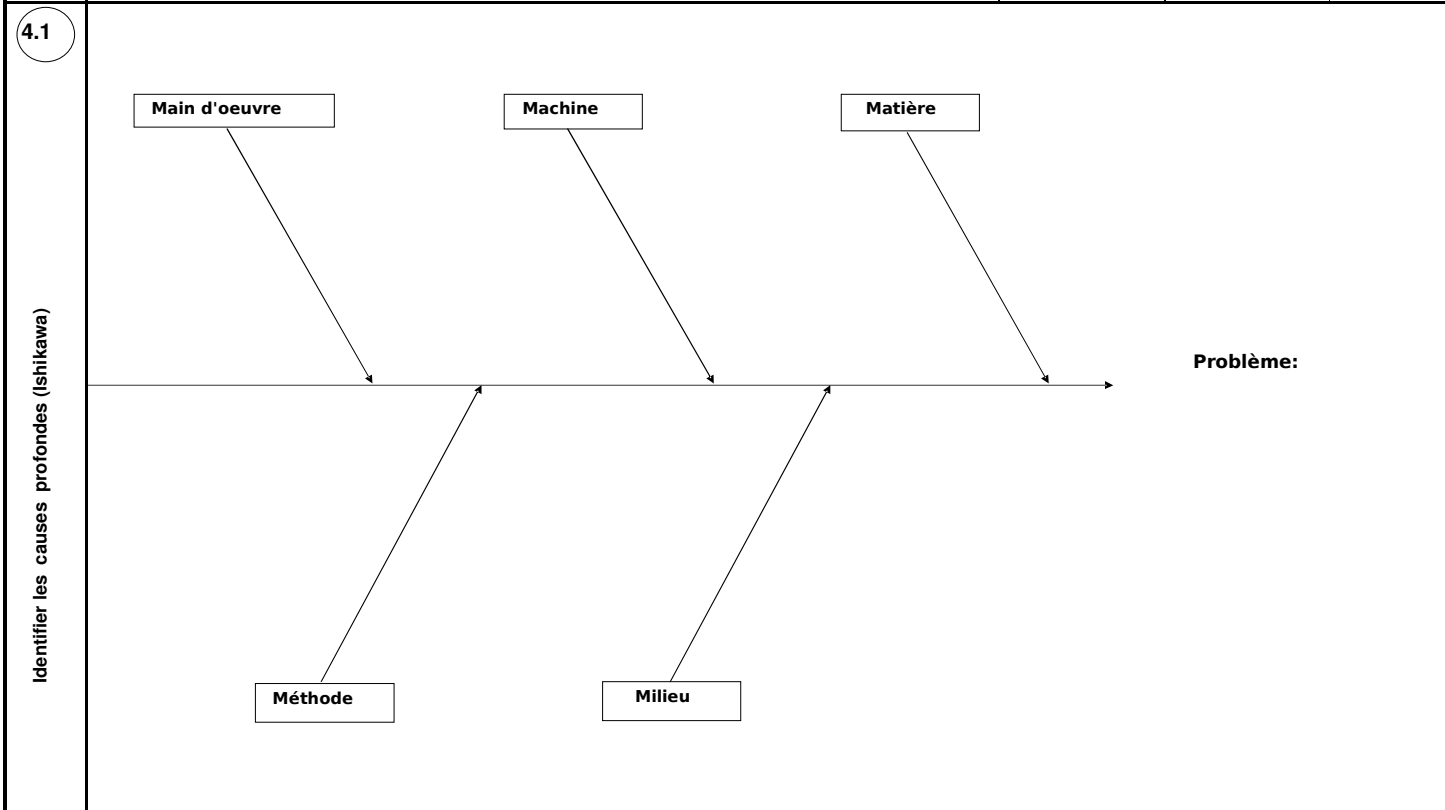 4.1
Identifier les causes profondes (Ishikawa)
Main d'oeuvre
Machine
Matière
Problème:
Méthode
Milieu